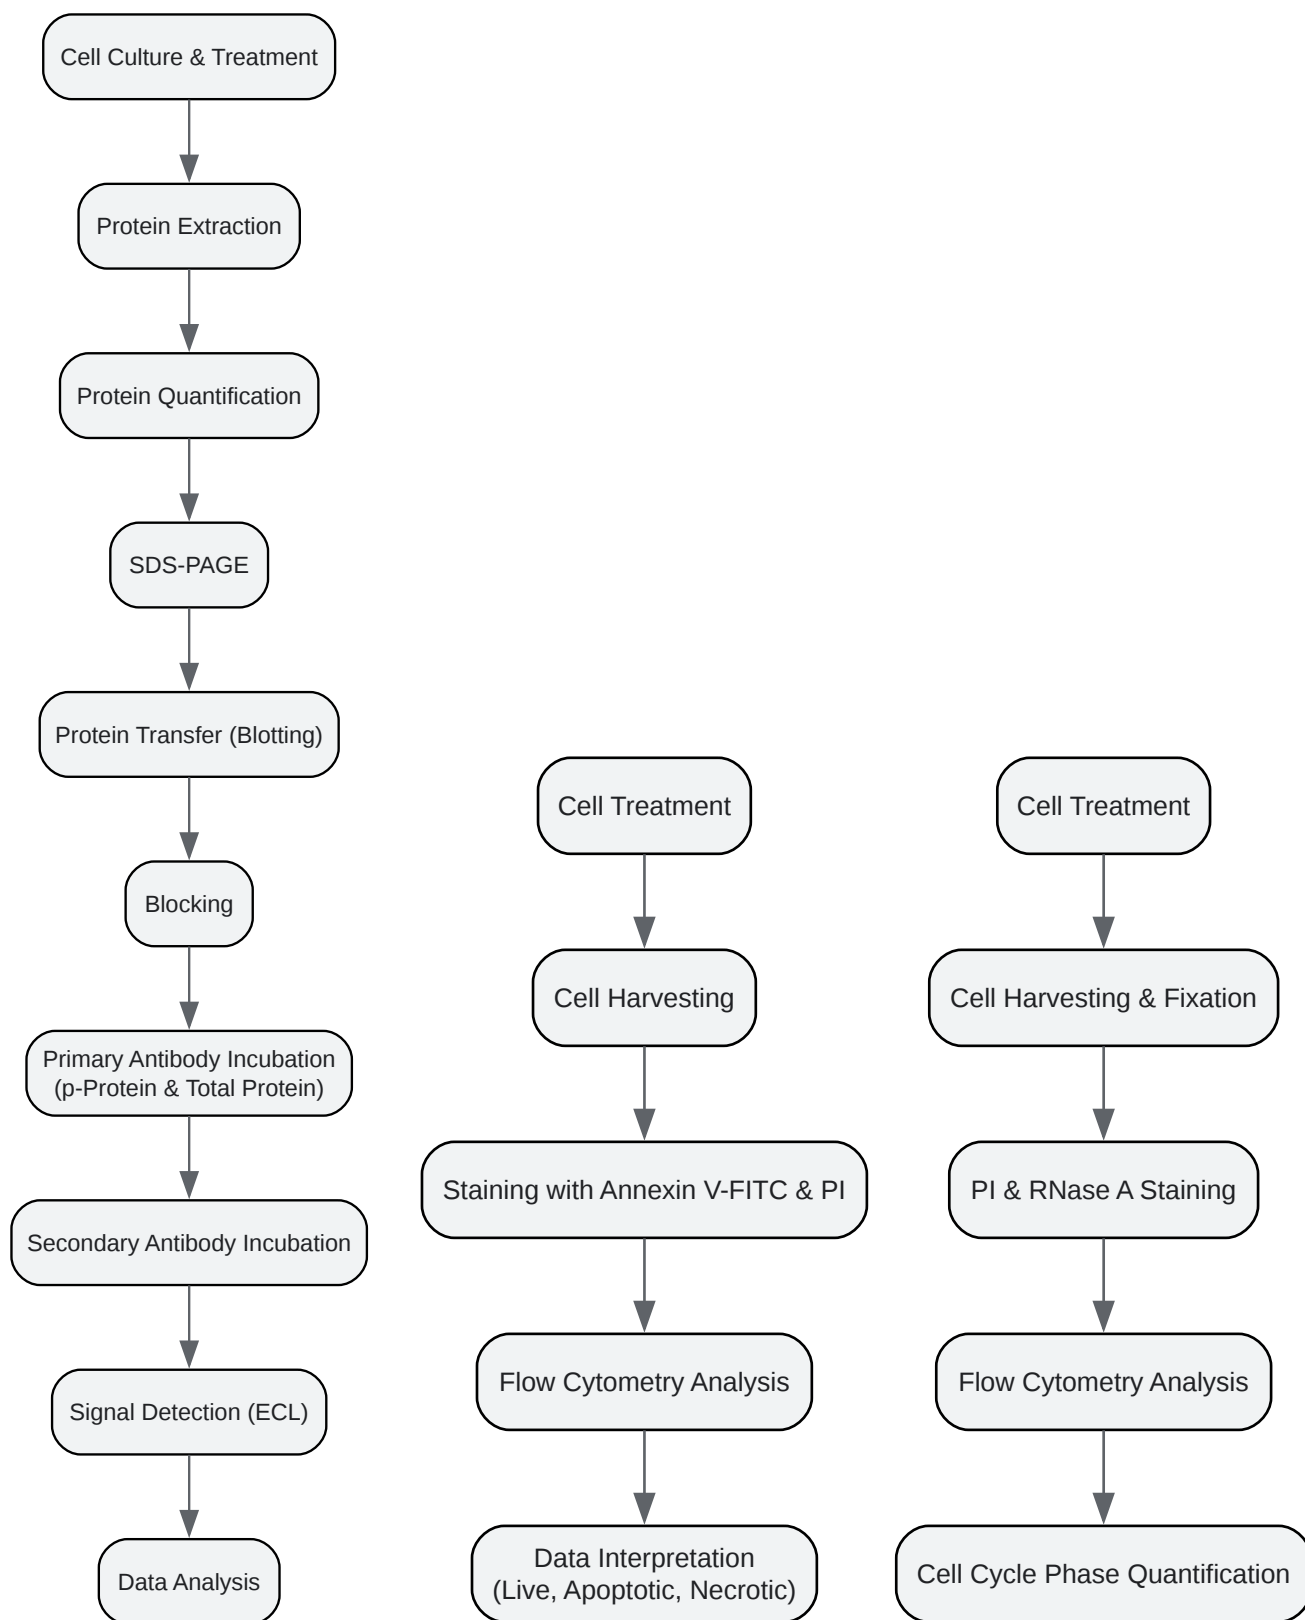 Cell Culture & Treatment
Protein Extraction
Protein Quantification
SDS-PAGE
Protein Transfer (Blotting)
Blocking
Primary Antibody Incubation
(p-Protein & Total Protein)
Secondary Antibody Incubation
Signal Detection (ECL)
Data Analysis
Cell Treatment
Cell Harvesting
Staining with Annexin V-FITC & PI
Flow Cytometry Analysis
Data Interpretation
(Live, Apoptotic, Necrotic)
Cell Treatment
Cell Harvesting & Fixation
PI & RNase A Staining
Flow Cytometry Analysis
Cell Cycle Phase Quantification